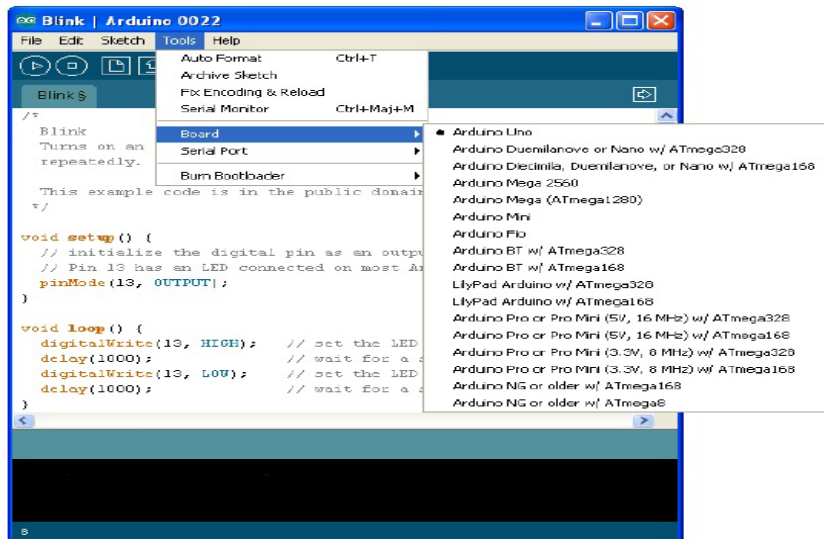 Blink | Arduino 0022
File Edit Sketch Tools Help
Auto Format Ctrl+T
Archive Sketch
Fix Encoding & Reload
Serial Monitor Ctrl+Maj+M
Board
Serial Port
Burn Bootloader
Arduino Uno
Arduino Duemilanove or Nano w/ ATmega328
Arduino Diecimila, Duemilanove, or Nano w/ ATmega168
Arduino Mega 2560
Arduino Mega (ATmega1280)
Arduino Mini
Arduino Fio
Arduino BT w/ ATmega328
Arduino BT w/ ATmega168
LilyPad Arduino w/ ATmega328
LilyPad Arduino w/ ATmega168
Arduino Pro or Pro Mini (5V, 16 MHz) w/ ATmega328
Arduino Pro or Pro Mini (5V, 16 MHz) w/ ATmega168
Arduino Pro or Pro Mini (3.3V, 8 MHz) w/ ATmega328
Arduino Pro or Pro Mini (3.3V, 8 MHz) w/ ATmega168
Arduino NG or older w/ ATmega168
Arduino NG or older w/ ATmega8
Blink §
/*
Blink
Turns on an
repeatedly.
This example code is in the public domain
*/
void setup() {
// initialize the digital pin as an outpu
// Pin 13 has an LED connected on most A
pinMode(13, OUTPUT);
}
void loop() {
digitalWrite(13, HIGH); // set the LED
delay(1000); // wait for a
digitalWrite(13, LOW); // set the LED
delay(1000); // wait for a
}
8